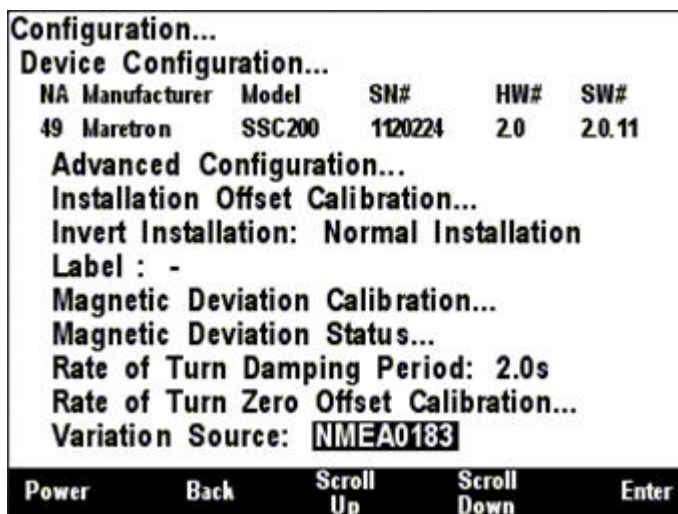 Configuration...
Device Configuration...
NA Manufacturer Model SN# HW# SW#
49 Maretron SSC200 1120224 2.0 2.0.11
Advanced Configuration...
Installation Offset Calibration...
Invert Installation: Normal Installation
Label : -
Magnetic Deviation Calibration...
Magnetic Deviation Status...
Rate of Turn Damping Period: 2.0s
Rate of Turn Zero Offset Calibration...
Variation Source: NMEA0183
Power Back Scroll Up Scroll Down Enter